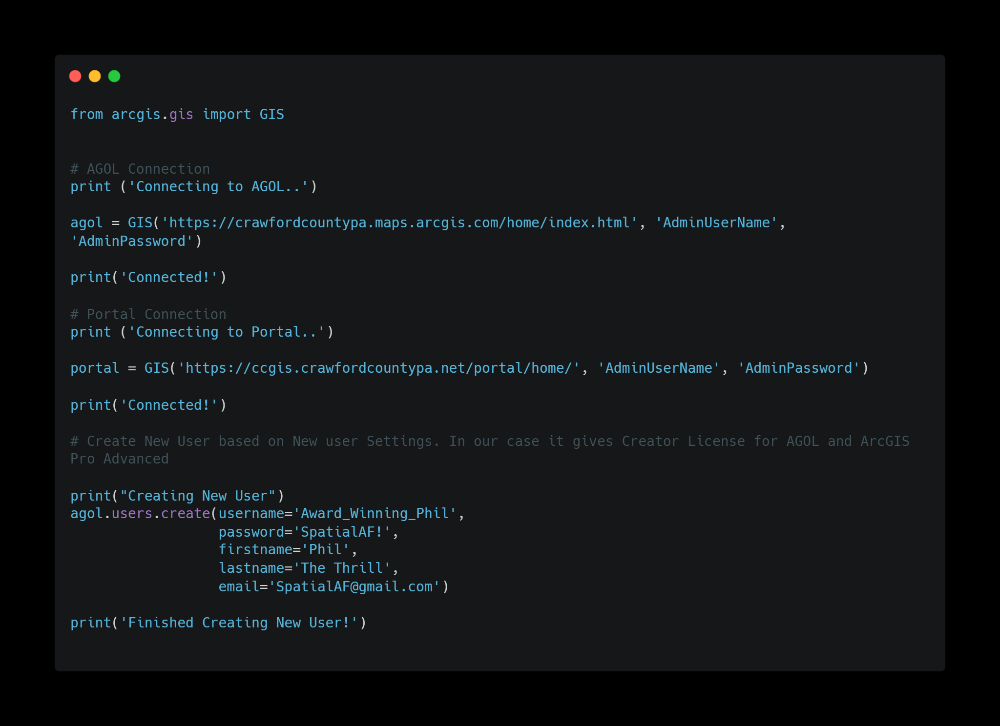 from arcgis.gis import GIS
# AGOL Connection
print ('Connecting to AGOL..')
agol = GIS('https://crawfordcountypa.maps.arcgis.com/home/index.html', 'AdminUserName',
'AdminPassword')
print('Connected!')
# Portal Connection
print ('Connecting to Portal..')
portal = GIS('https://ccgis.crawfordcountypa.net/portal/home/', 'AdminUserName', 'AdminPassword')
print('Connected!')
# Create New User based on New user Settings. In our case it gives Creator License for AGOL and ArcGIS
Pro Advanced
print("Creating New User")
agol.users.create(username='Award_Winning_Phil',
                  password='SpatialAF!',
                  firstname='Phil',
                  lastname='The Thrill',
                  email='SpatialAF@gmail.com')
print('Finished Creating New User!')